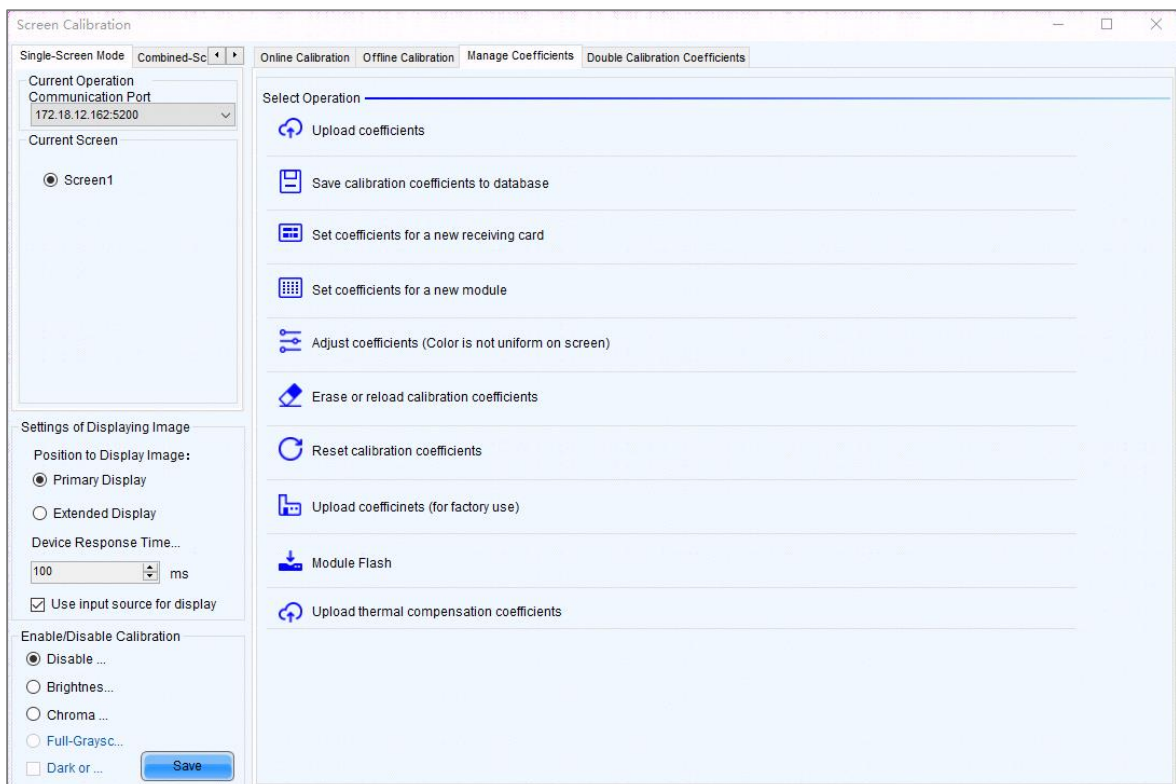 Screen Calibration
Single-Screen Mode
Combined-Sc
Online Calibration
Offline Calibration
Manage Coefficients
Double Calibration Coefficients
Current Operation
Communication Port
172.18.12.162:5200
Current Screen
Screen1
Settings of Displaying Image
Position to Display Image:
Primary Display
Extended Display
Device Response Time...
100
ms
Use input source for display
Enable/Disable Calibration
Disable ...
Brightnes...
Chroma ...
Full-Graysc...
Dark or ...
Save
Select Operation
Upload coefficients
Save calibration coefficients to database
Set coefficients for a new receiving card
Set coefficients for a new module
Adjust coefficients (Color is not uniform on screen)
Erase or reload calibration coefficients
Reset calibration coefficients
Upload coefficinets (for factory use)
Module Flash
Upload thermal compensation coefficients